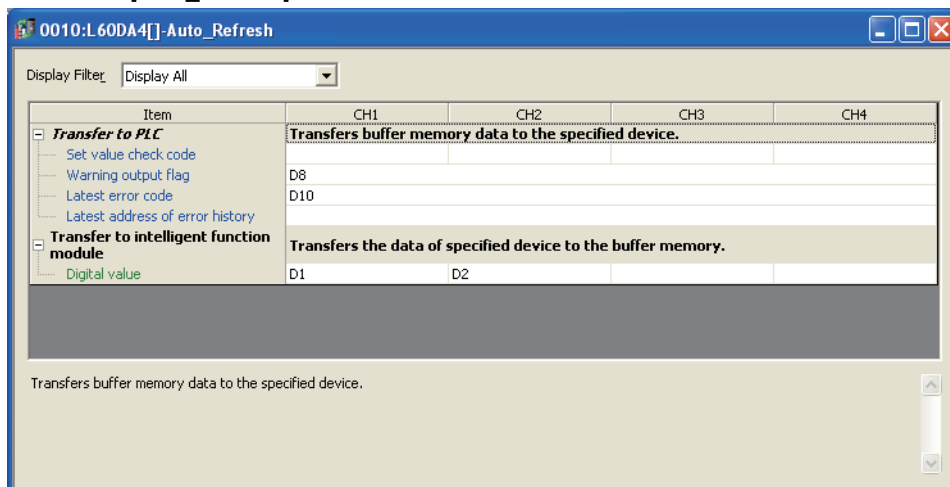 0010:L60DA4[]-Auto_Refresh
Display Filter Display All
Item CH1 CH2 CH3 CH4
Transfer to PLC Transfers buffer memory data to the specified device.
Set value check code
Warning output flag D8
Latest error code D10
Latest address of error history
Transfer to intelligent function
module Transfers the data of specified device to the buffer memory.
Digital value D1 D2
Transfers buffer memory data to the specified device.